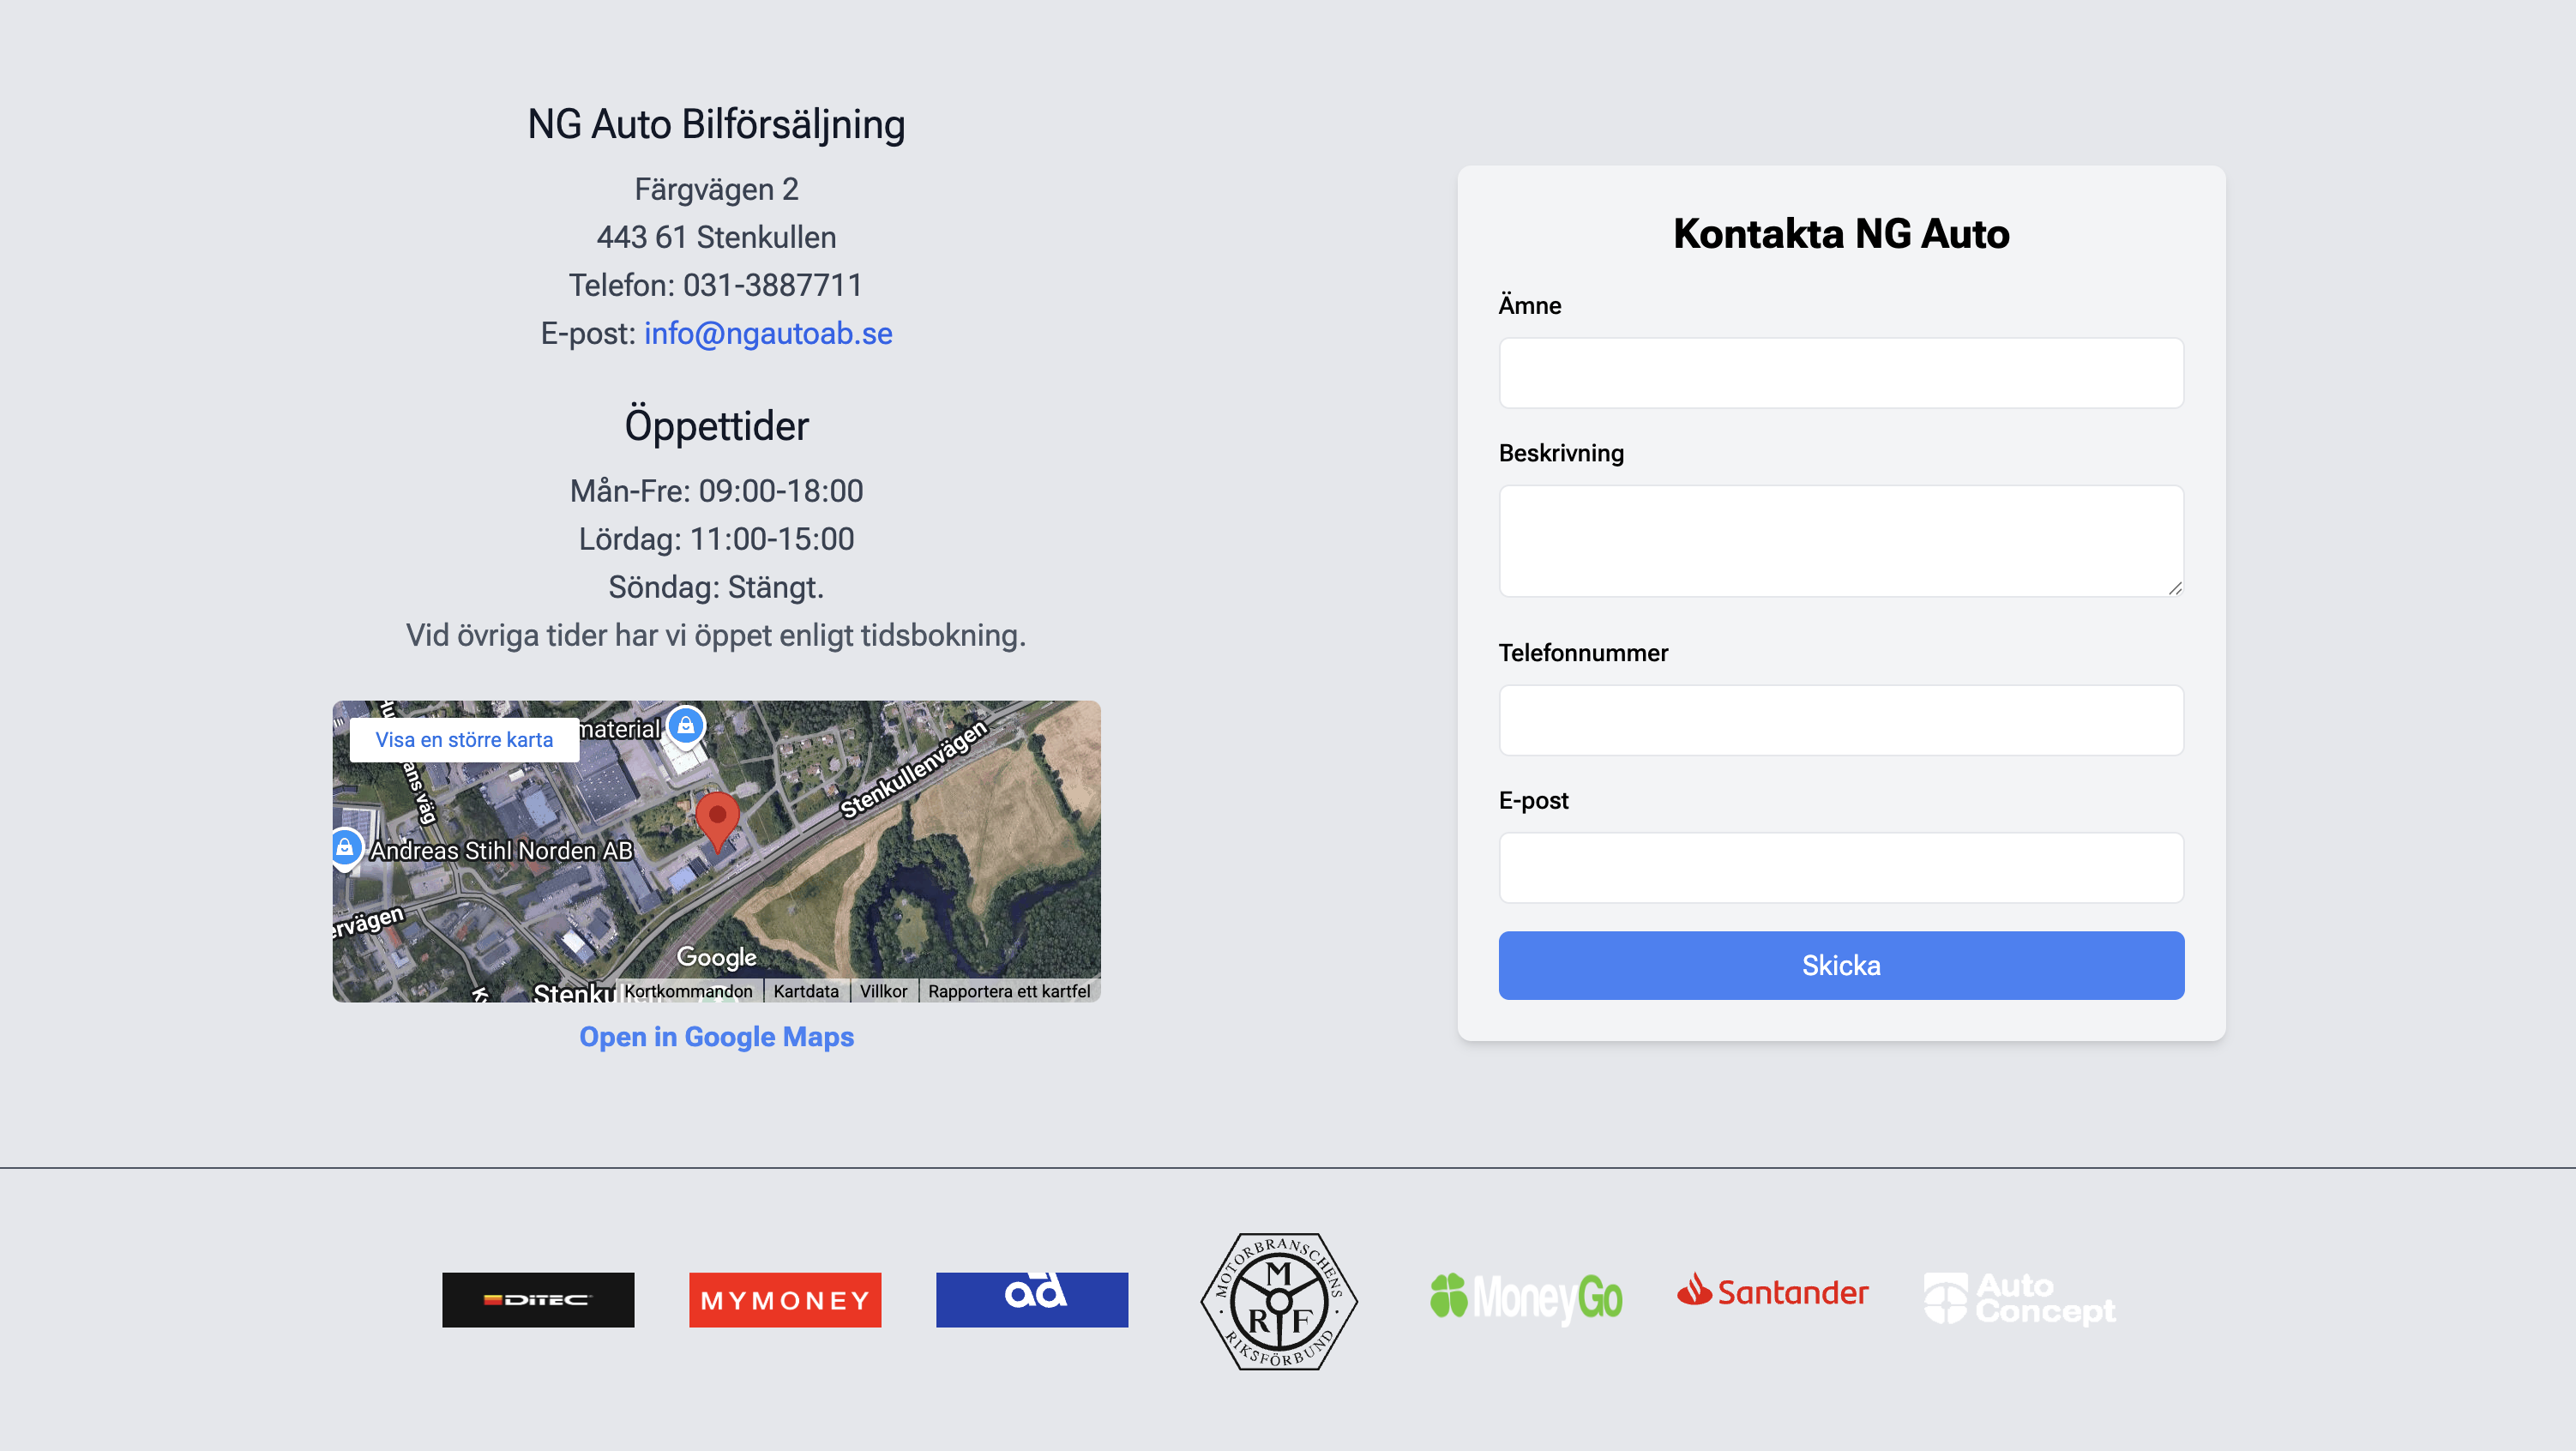 NG Auto Bilförsäljning
Färgvägen 2
443 61 Stenkullen
Telefon: 031-3887711
E-post: info@ngautoab.se
Öppettider
Mån-Fre: 09:00-18:00
Lördag: 11:00-15:00
Söndag: Stängt.
Vid övriga tider har vi öppet enligt tidsbokning.
Visa en större karta
material
Stenkullenvägen
ans väg
Andreas Stihl Norden AB
ervägen
Google
Kortkommandon
Kartdata
Villkor
Rapportera ett kartfel
Open in Google Maps
Kontakta NG Auto
Ämne
Beskrivning
Telefonnummer
E-post
Skicka
DITEC
MYMONEY
ad
MOTORBRANSCHENS
M
R F
RIKSFÖRBUND
MoneyGo
Santander
Auto
Concept